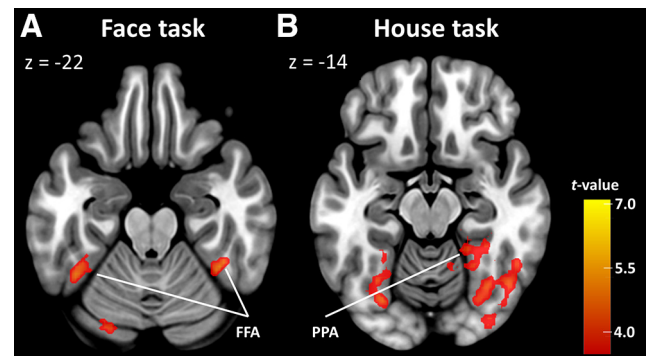 A Face task
z = -22
B House task
z = -14
t-value
7.0
5.5
4.0
FFA
PPA